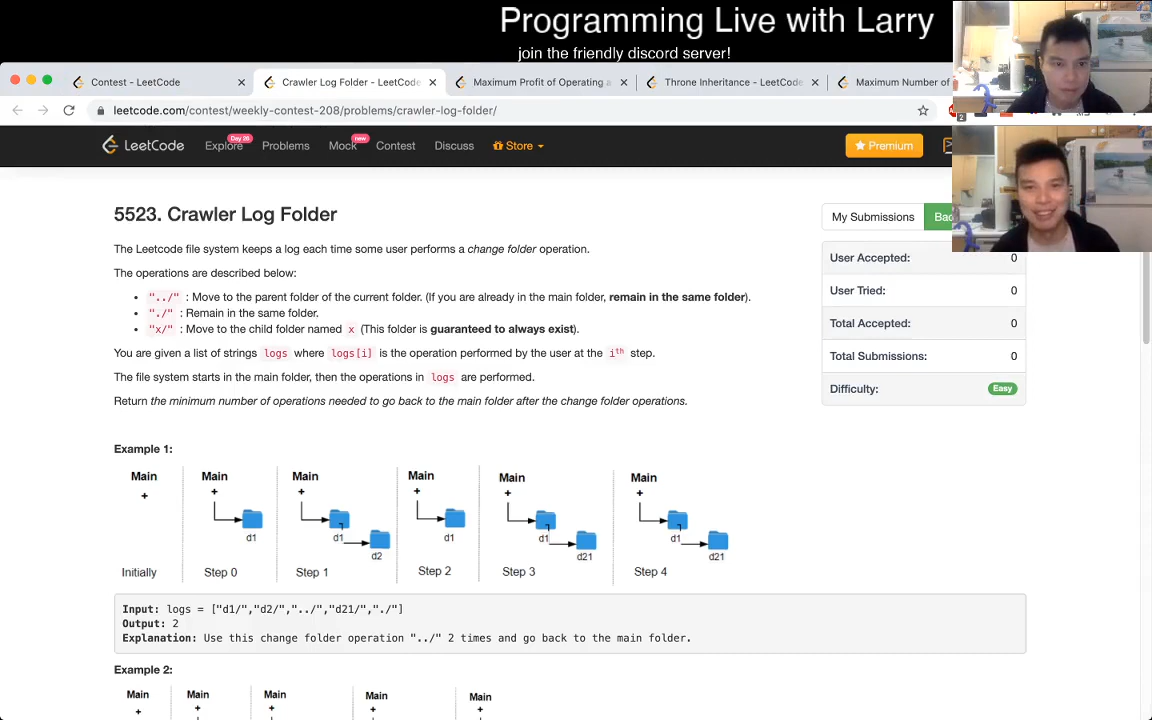 Programming Live with Larry
join the friendly discord server!
Contest - LeetCode
Crawler Log Folder - LeetCode
Maximum Profit of Operating a
Throne Inheritance - LeetCode
Maximum Number of
leetcode.com/contest/weekly-contest-208/problems/crawler-log-folder/
2
LeetCode Explore Day 26 Problems Mock new Contest Discuss Store Premium
5523. Crawler Log Folder
My Submissions
The Leetcode file system keeps a log each time some user performs a change folder operation.
The operations are described below:
• "../" : Move to the parent folder of the current folder. (If you are already in the main folder, remain in the same folder).
• "./" : Remain in the same folder.
• "x/" : Move to the child folder named x (This folder is guaranteed to always exist).
You are given a list of strings logs where logs[i] is the operation performed by the user at the ith step.
The file system starts in the main folder, then the operations in logs are performed.
Return the minimum number of operations needed to go back to the main folder after the change folder operations.
User Accepted: 0
User Tried: 0
Total Accepted: 0
Total Submissions: 0
Difficulty: Easy
Example 1:
Main Main Main Main Main Main
+ + + + + +
d1 d1 d1 d1 d1
d2 d21 d21
Initially Step 0 Step 1 Step 2 Step 3 Step 4
Input: logs = ["d1/","d2/","../","d21/","./"]
Output: 2
Explanation: Use this change folder operation "../" 2 times and go back to the main folder.
Example 2:
Main Main Main Main Main
+ + + + +